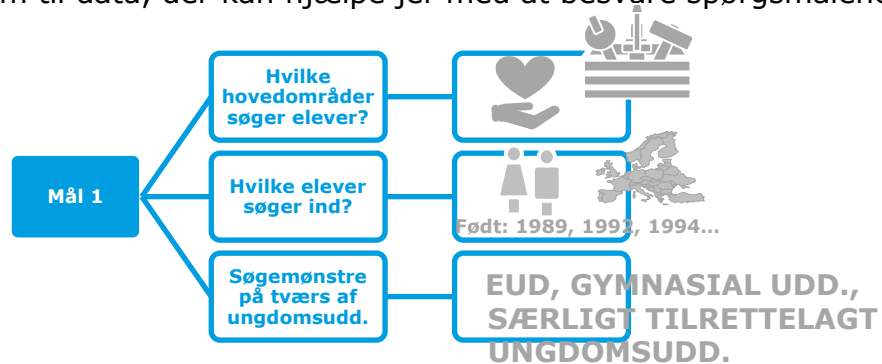 m til data, der kan hjælpe jer med at besvare spørgsmålene
Hvilke
hovedområder
søger elever?
Mål 1
Hvilke elever
søger ind?
Født: 1989, 1992, 1994...
Søgemønstre
på tværs af
ungdomsudd.
EUD, GYMNASIAL UDD.,
SÆRLIGT TILRETTELAGT
UNGDOMSUDD.